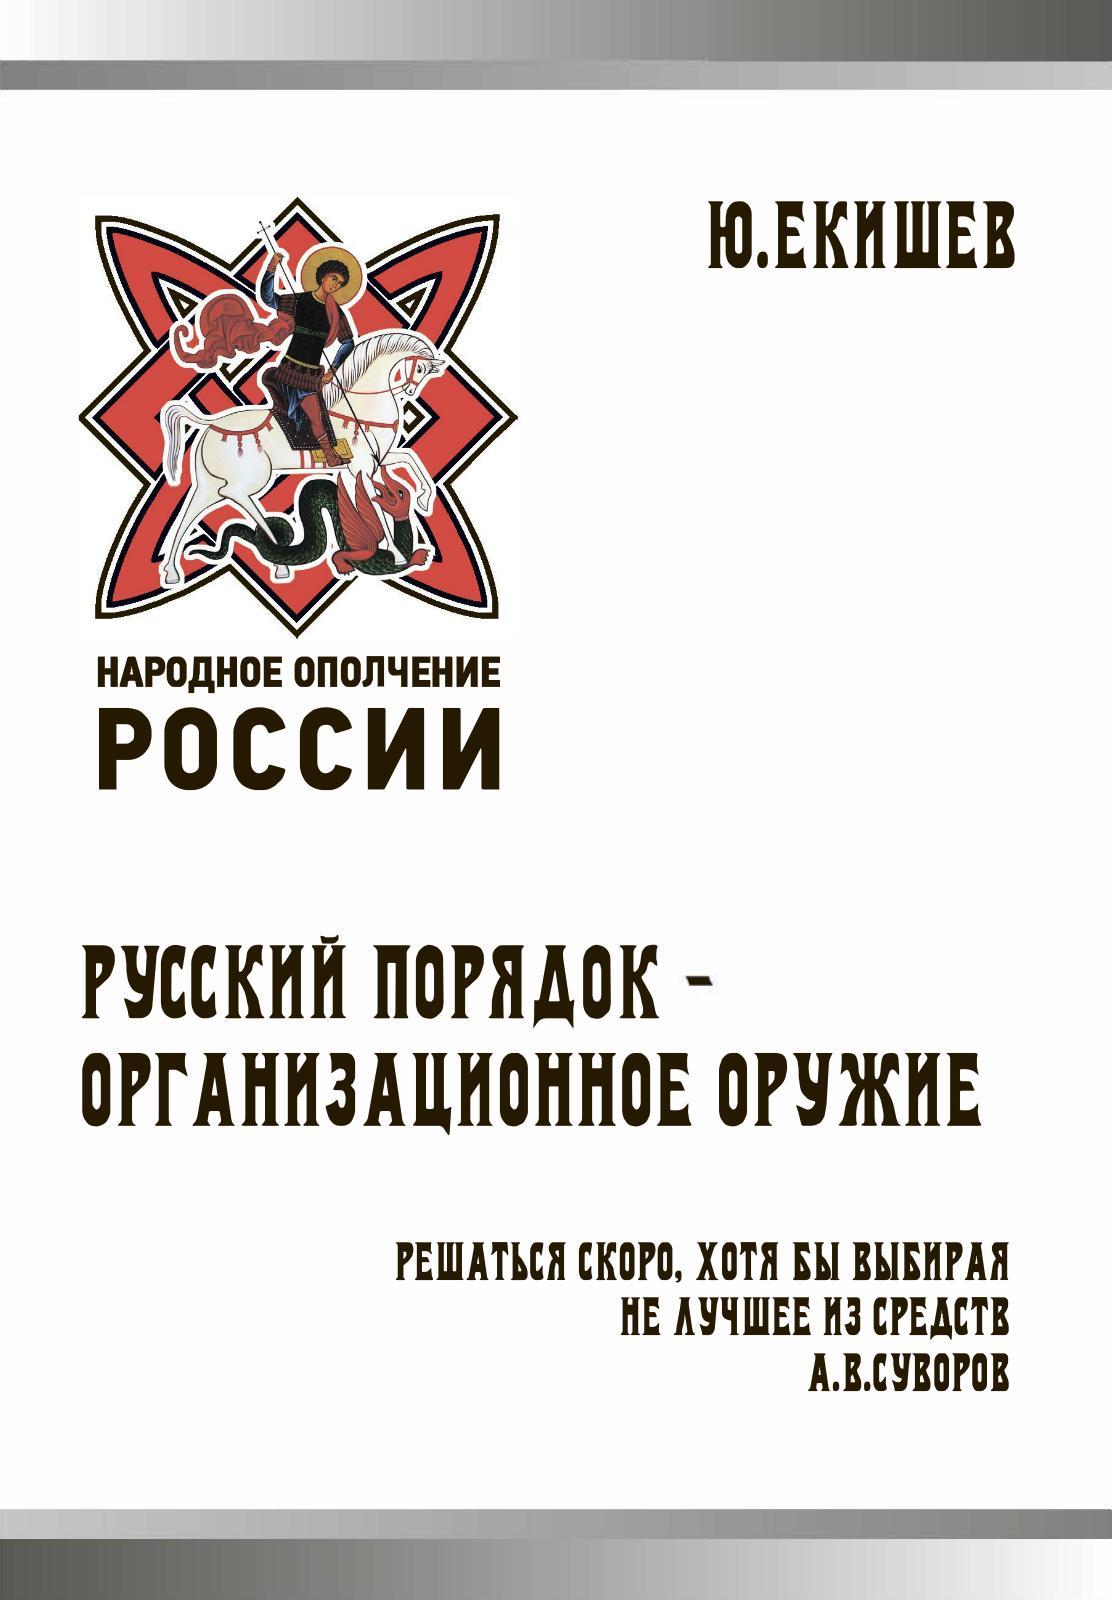 Ю.ЕКИШЕВ
НАРОДНОЕ ОПОЛЧЕНИЕ
РОССИИ
РУССКИЙ ПОРЯДОК -
ОРГАНИЗАЦИОННОЕ ОРУЖИЕ
РЕШАТЬСЯ СКОРО, ХОТЯ БЫ ВЫБИРАЯ
НЕ ЛУЧШЕЕ ИЗ СРЕДСТВ
А.В.СУВОРОВ